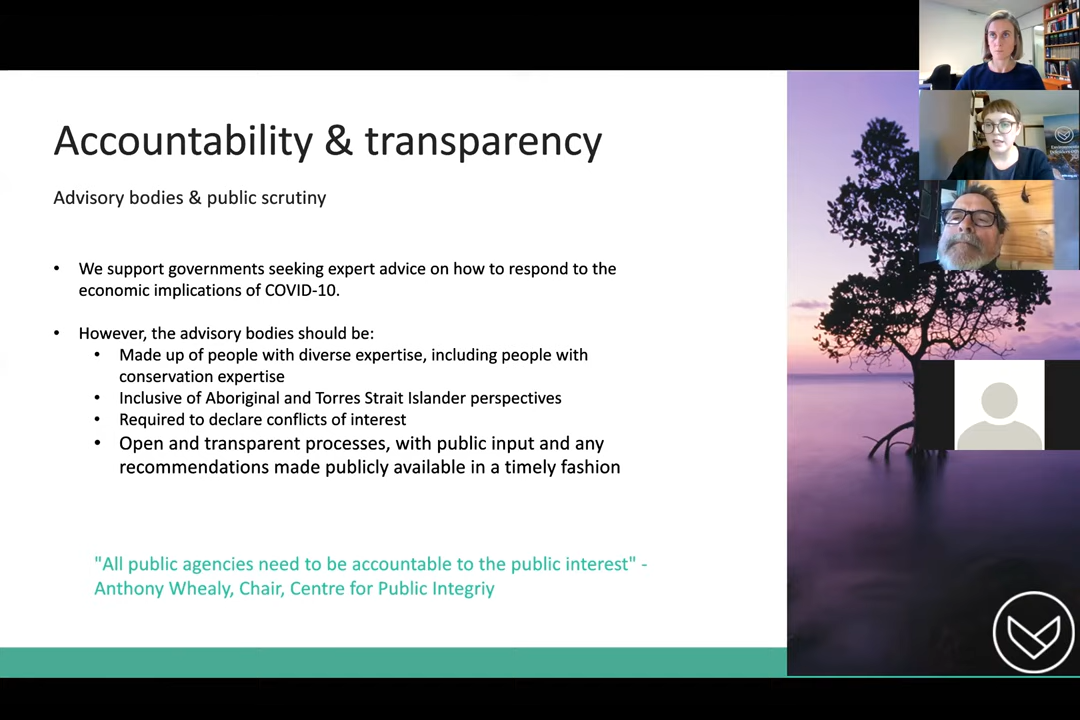 Accountability & transparency
Advisory bodies & public scrutiny
• We support governments seeking expert advice on how to respond to the
economic implications of COVID-10.
• However, the advisory bodies should be:
• Made up of people with diverse expertise, including people with
conservation expertise
• Inclusive of Aboriginal and Torres Strait Islander perspectives
• Required to declare conflicts of interest
• Open and transparent processes, with public input and any
recommendations made publicly available in a timely fashion
"All public agencies need to be accountable to the public interest" -
Anthony Whealy, Chair, Centre for Public Integriy